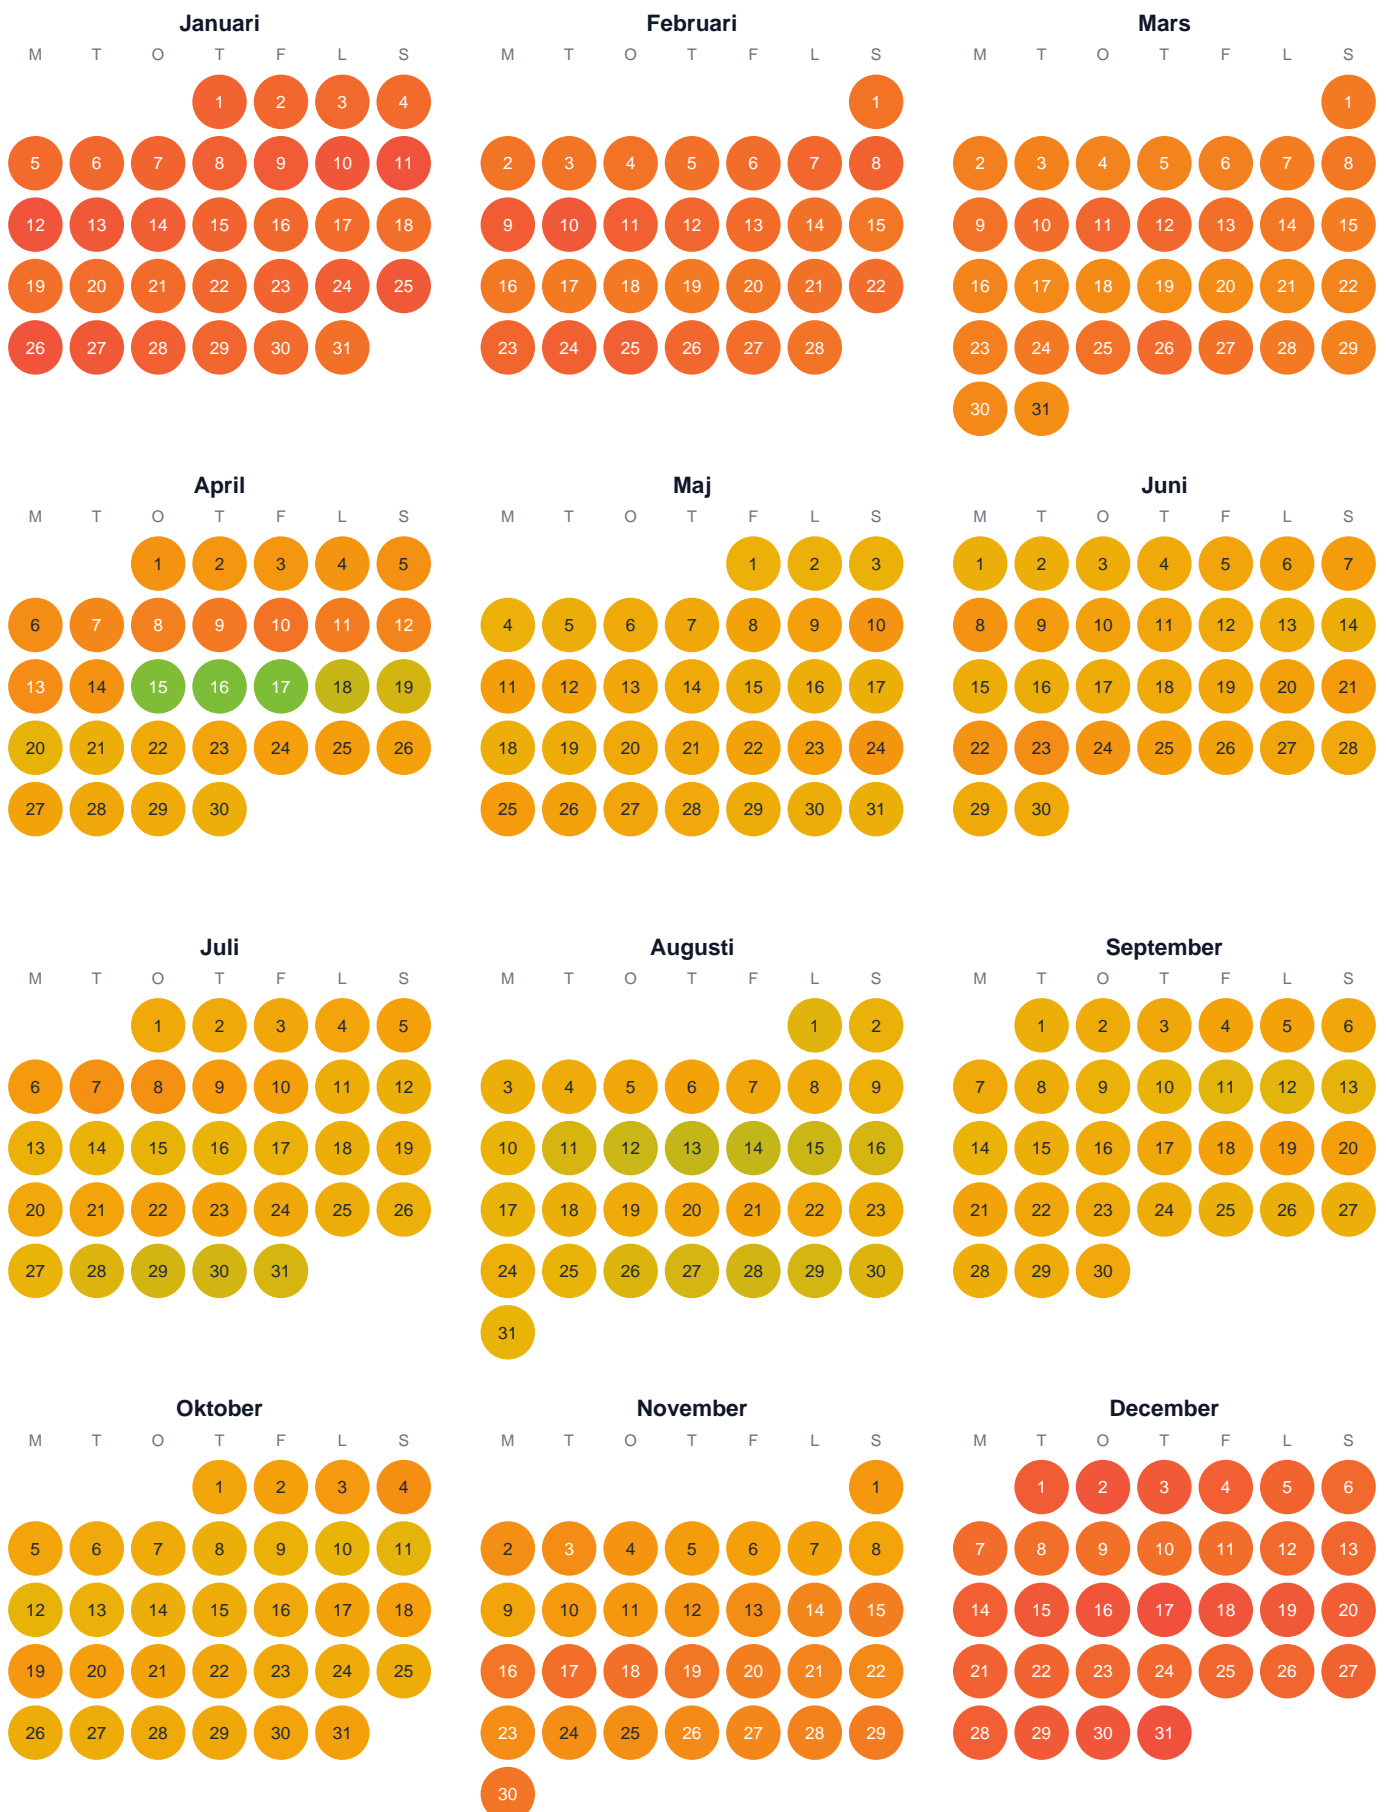 Januari Februari Mars
M T O T F L S M T O T F L S M T O T F L S
1 2 3 4 1 1
5 6 7 8 9 10 11 2 3 4 5 6 7 8 2 3 4 5 6 7 8
12 13 14 15 16 17 18 9 10 11 12 13 14 15 9 10 11 12 13 14 15
19 20 21 22 23 24 25 16 17 18 19 20 21 22 16 17 18 19 20 21 22
26 27 28 29 30 31 23 24 25 26 27 28 23 24 25 26 27 28 29
30 31
April Maj Juni
M T O T F L S M T O T F L S M T O T F L S
1 2 3 4 5 1 2 3 1 2 3 4 5 6 7
6 7 8 9 10 11 12 4 5 6 7 8 9 10 8 9 10 11 12 13 14
13 14 15 16 17 18 19 11 12 13 14 15 16 17 15 16 17 18 19 20 21
20 21 22 23 24 25 26 18 19 20 21 22 23 24 22 23 24 25 26 27 28
27 28 29 30 25 26 27 28 29 30 31 29 30
Juli Augusti September
M T O T F L S M T O T F L S M T O T F L S
1 2 3 4 5 1 2 1 2 3 4 5 6
6 7 8 9 10 11 12 3 4 5 6 7 8 9 7 8 9 10 11 12 13
13 14 15 16 17 18 19 10 11 12 13 14 15 16 14 15 16 17 18 19 20
20 21 22 23 24 25 26 17 18 19 20 21 22 23 21 22 23 24 25 26 27
27 28 29 30 31 24 25 26 27 28 29 30 28 29 30
31
Oktober November December
M T O T F L S M T O T F L S M T O T F L S
1 2 3 4 1 1 2 3 4 5 6
5 6 7 8 9 10 11 2 3 4 5 6 7 8 7 8 9 10 11 12 13
12 13 14 15 16 17 18 9 10 11 12 13 14 15 14 15 16 17 18 19 20
19 20 21 22 23 24 25 16 17 18 19 20 21 22 21 22 23 24 25 26 27
26 27 28 29 30 31 23 24 25 26 27 28 29 28 29 30 31
30